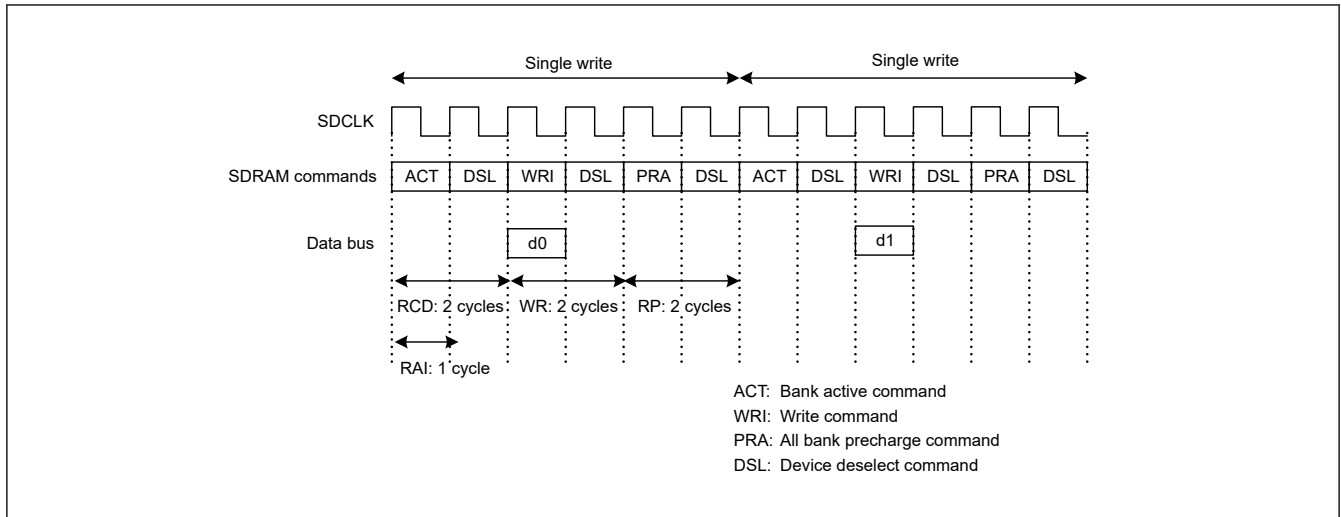 Single write Single write
SDCLK
SDRAM commands ACT DSL WRI DSL PRA DSL ACT DSL WRI DSL PRA DSL
Data bus d0 d1
RCD: 2 cycles WR: 2 cycles RP: 2 cycles
RAI: 1 cycle
ACT: Bank active command
WRI: Write command
PRA: All bank precharge command
DSL: Device deselect command